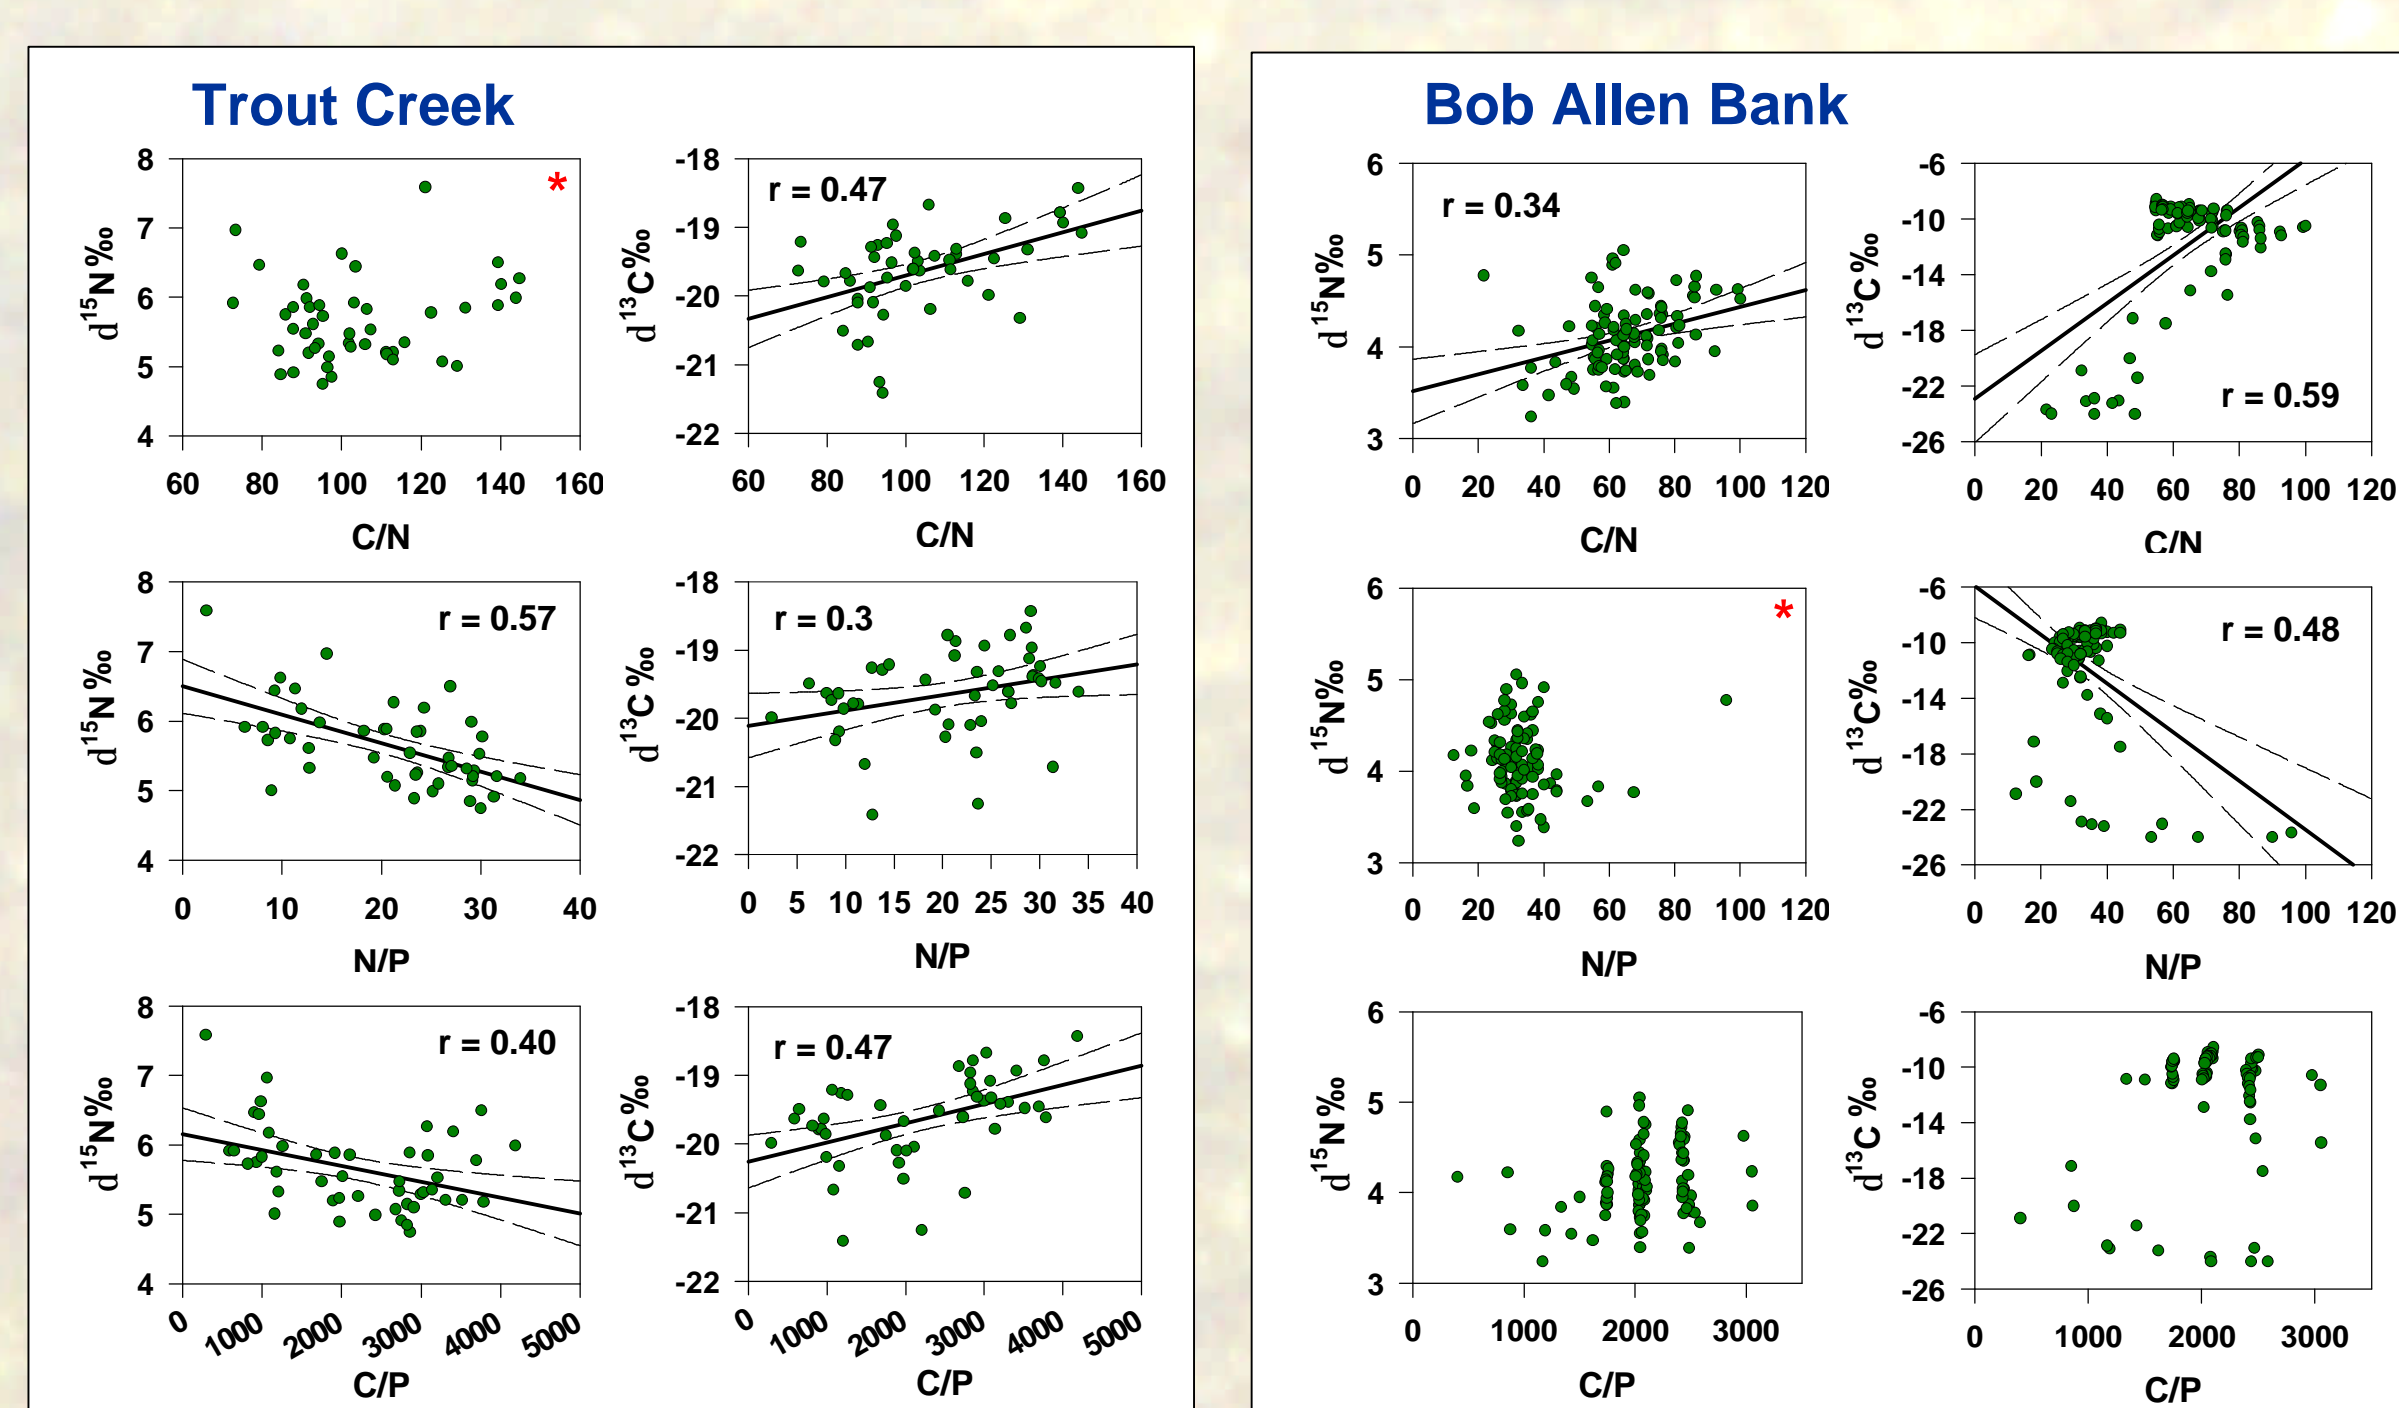 Trout Creek
8
7
6
5
4
d15N‰
*
60 80 100 120 140 160
C/N
-18
-19
-20
-21
-22
d13C‰
r = 0.47
60 80 100 120 140 160
C/N
8
7
6
5
4
d15N‰
r = 0.57
0 10 20 30 40
N/P
-18
-19
-20
-21
-22
d13C‰
r = 0.3
0 5 10 15 20 25 30 35 40
N/P
8
7
6
5
4
d15N‰
r = 0.40
0 1000 2000 3000 4000 5000
C/P
-18
-19
-20
-21
-22
d13C‰
r = 0.47
0 1000 2000 3000 4000 5000
C/P
Bob Allen Bank
6
5
4
3
d15N‰
r = 0.34
0 20 40 60 80 100 120
C/N
-6
-10
-14
-18
-22
-26
d13C‰
r = 0.59
0 20 40 60 80 100 120
C/N
6
5
4
3
d15N‰
*
0 20 40 60 80 100 120
N/P
-6
-10
-14
-18
-22
-26
d13C‰
r = 0.48
0 20 40 60 80 100 120
N/P
6
5
4
3
d15N‰
0 1000 2000 3000
C/P
-6
-10
-14
-18
-22
-26
d13C‰
0 1000 2000 3000
C/P